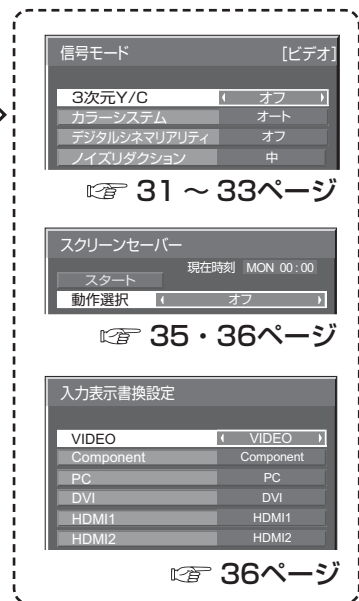 信号モード [ビデオ]
3次元Y/C オフ
カラーシステム オート
デジタルシネマリアリティ オフ
ノイズリダクション 中
☞ 31 ~ 33ページ
スクリーンセーバー
現在時刻 MON 00:00
スタート
動作選択 オフ
☞ 35・36ページ
入力表示書換設定
VIDEO VIDEO
Component Component
PC PC
DVI DVI
HDMI1 HDMI1
HDMI2 HDMI2
☞ 36ページ